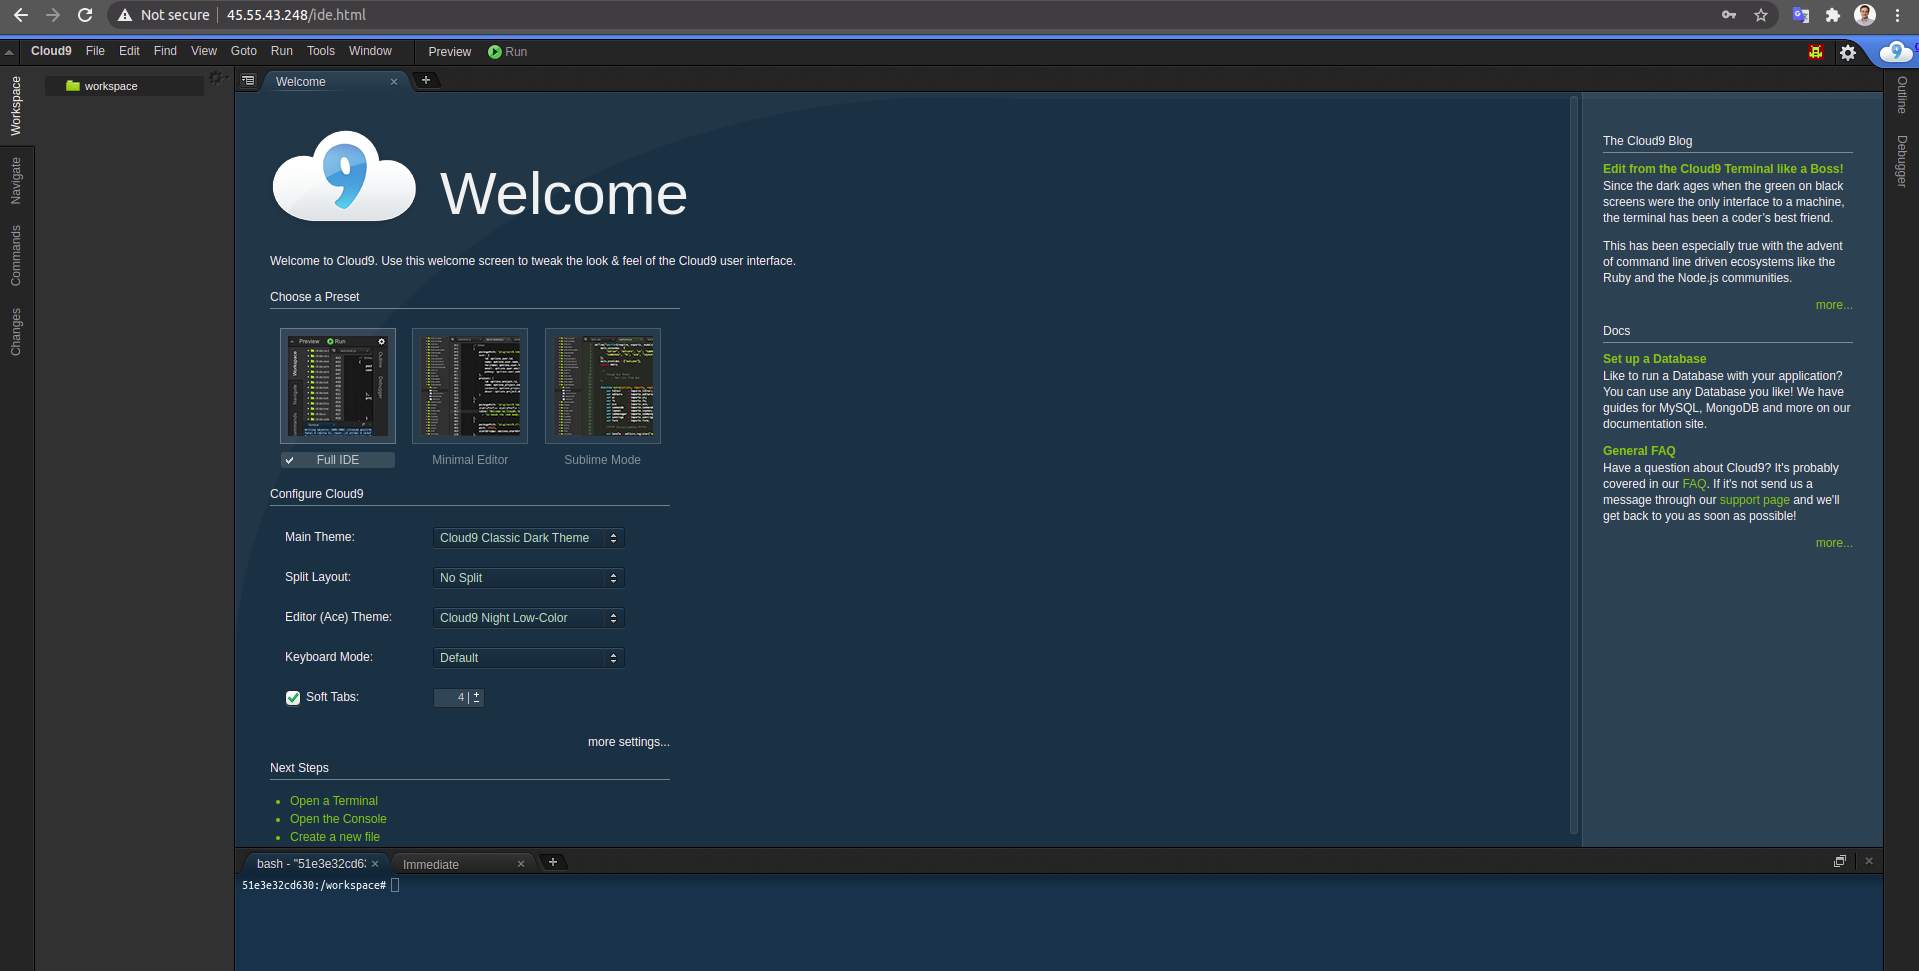 Not secure 45.55.43.248/ide.html
Cloud9 File Edit Find View Goto Run Tools Window Preview Run
Workspace
Navigate
Commands
Changes
workspace
Welcome
9
Welcome
Welcome to Cloud9. Use this welcome screen to tweak the look & feel of the Cloud9 user interface.
Choose a Preset
Full IDE
Minimal Editor
Sublime Mode
Configure Cloud9
Main Theme: Cloud9 Classic Dark Theme
Split Layout: No Split
Editor (Ace) Theme: Cloud9 Night Low-Color
Keyboard Mode: Default
Soft Tabs: 4
more settings...
Next Steps
Open a Terminal
Open the Console
Create a new file
The Cloud9 Blog
Edit from the Cloud9 Terminal like a Boss!
Since the dark ages when the green on black
screens were the only interface to a machine,
the terminal has been a coder’s best friend.
This has been especially true with the advent
of command line driven ecosystems like the
Ruby and the Node.js communities.
more...
Docs
Set up a Database
Like to run a Database with your application?
You can use any Database you like! We have
guides for MySQL, MongoDB and more on our
documentation site.
General FAQ
Have a question about Cloud9? It's probably
covered in our FAQ. If it's not send us a
message through our support page and we'll
get back to you as soon as possible!
more...
Outline
Debugger
bash - "51e3e32cd63
Immediate
51e3e32cd630:/workspace#